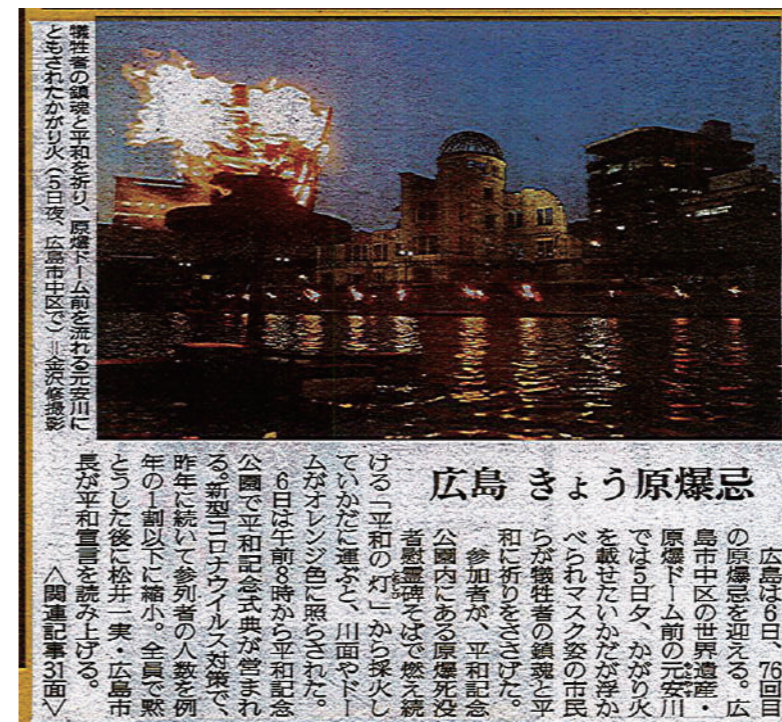 広島 きょう原爆忌
広島は6日、76回目
の原爆忌を迎える。広
島市中区の世界遺産・
原爆ドーム前の元安川
では5日夕、かがり火
を載せたいかだが浮か
べられマスク姿の市民
らが犠牲者の鎮魂と平
和に祈りをささげた。
参加者が、平和記念
公園内にある原爆死没
者慰霊碑そばで燃え続
ける「平和の灯」から採火し
ていかだに運ぶと、川面やドー
ムがオレンジ色に照らされた。
6日は午前8時から平和記念
公園で平和記念式典が営まれ
る。新型コロナウイルス対策で、
昨年に続いて参列者の人数を例
年の1割以下に縮小。全員で黙
とうした後に松井一実・広島市
長が平和宣言を読み上げる。
〈関連記事31面〉
犠牲者の鎮魂と平和を祈り、原爆ドーム前を流れる元安川に
ともされたかがり火(5日夜、広島市中区で)=金沢修撮影